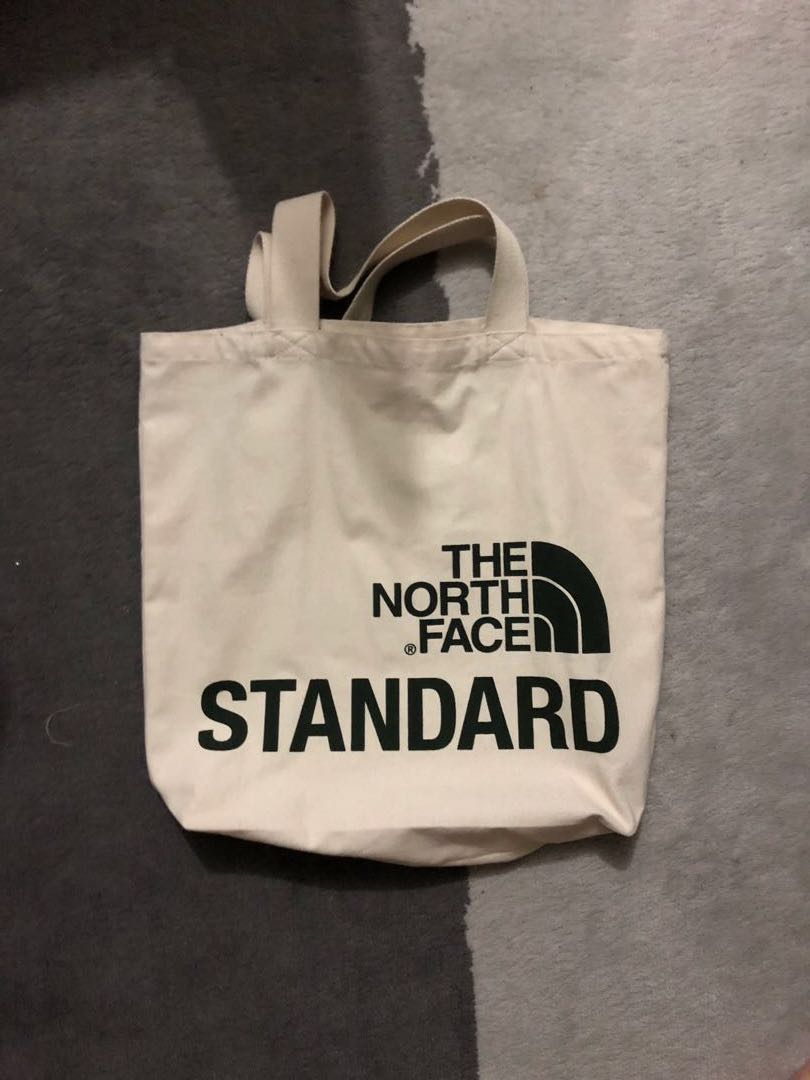 THE
NORTH
® FACE
STANDARD